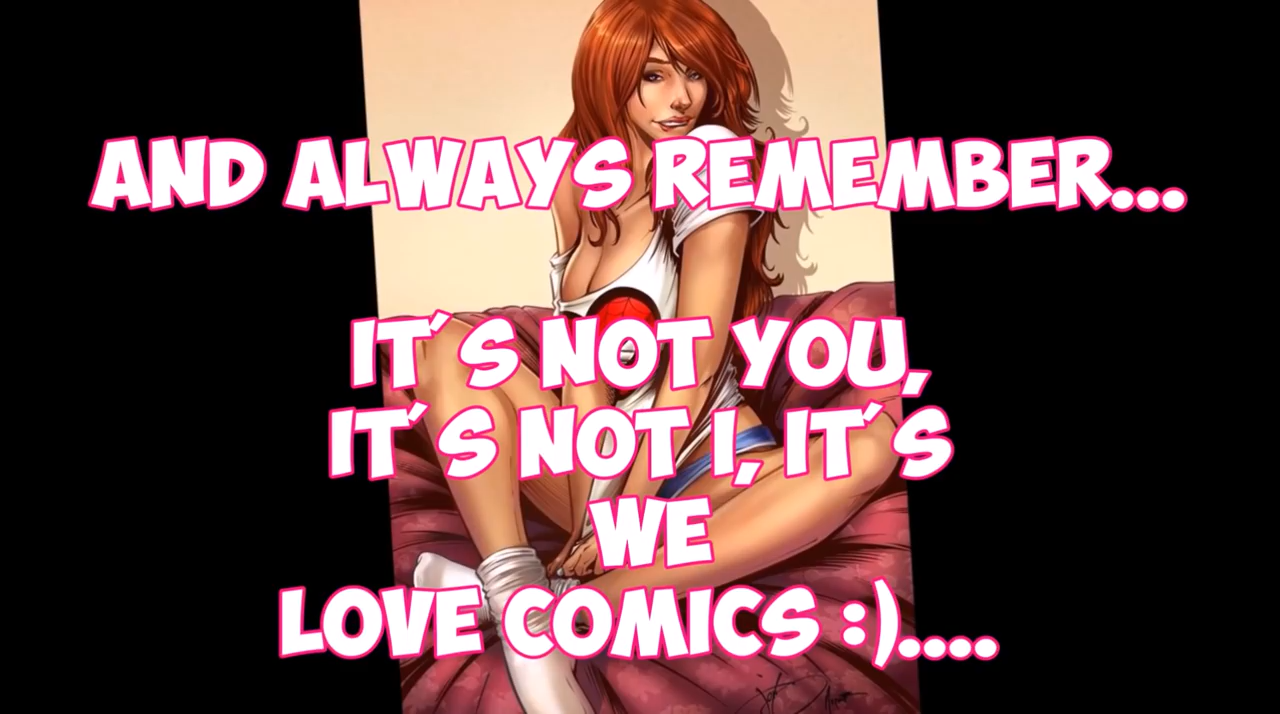 AND ALWAYS REMEMBER...
IT'S NOT YOU,
IT'S NOT I, IT'S
WE
LOVE COMICS :)....